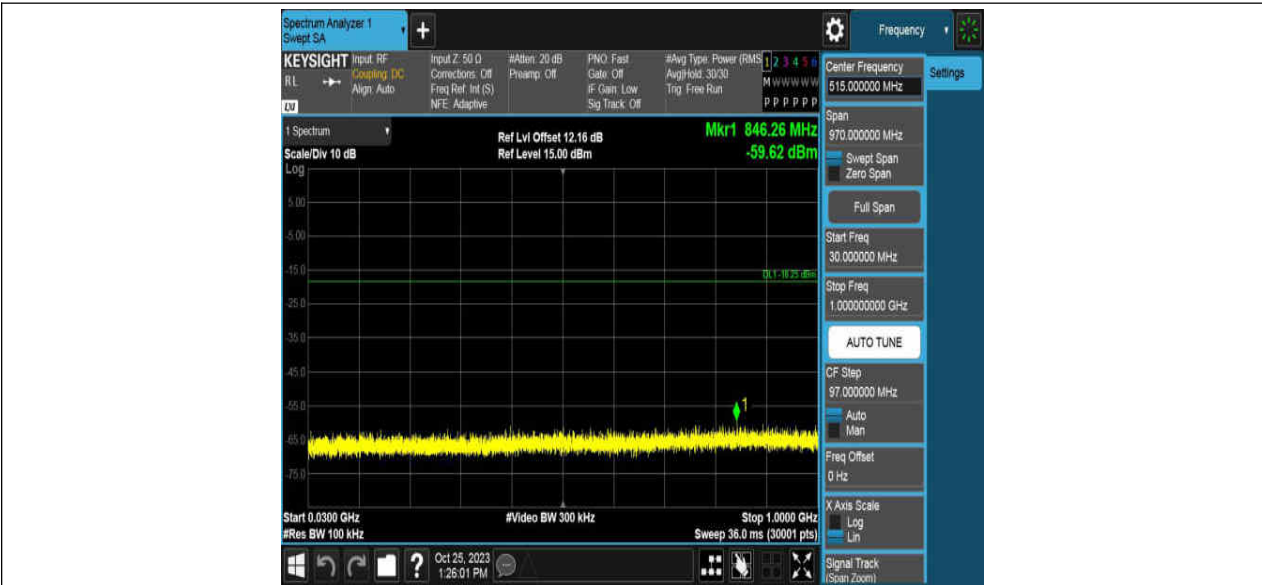 Spectrum Analyzer 1
Swept SA
+
Frequency
KEYSIGHT
RL
LXI
Input: RF
Coupling: DC
Align: Auto
Input Z: 50 Ω
Corrections: Off
Freq Ref: Int (S)
NFE: Adaptive
#Atten: 20 dB
Preamp: Off
PNO: Fast
Gate: Off
IF Gain: Low
Sig Track: Off
#Avg Type: Power (RMS
Avg|Hold: 30/30
Trig: Free Run
1 2 3 4 5 6
M W W W W W
P P P P P P
1 Spectrum
Scale/Div 10 dB
Ref Lvl Offset 12.16 dB
Ref Level 15.00 dBm
Mkr1 846.26 MHz
-59.62 dBm
Log
5.00
-5.00
-15.0
DL1 -18.25 dBm
-25.0
-35.0
-45.0
-55.0
1
-65.0
-75.0
Start 0.0300 GHz
#Res BW 100 kHz
#Video BW 300 kHz
Stop 1.0000 GHz
Sweep 36.0 ms (30001 pts)
?
Oct 25, 2023
1:26:01 PM
Center Frequency
515.000000 MHz
Settings
Span
970.000000 MHz
Swept Span
Zero Span
Full Span
Start Freq
30.000000 MHz
Stop Freq
1.000000000 GHz
AUTO TUNE
CF Step
97.000000 MHz
Auto
Man
Freq Offset
0 Hz
X Axis Scale
Log
Lin
Signal Track
(Span Zoom)